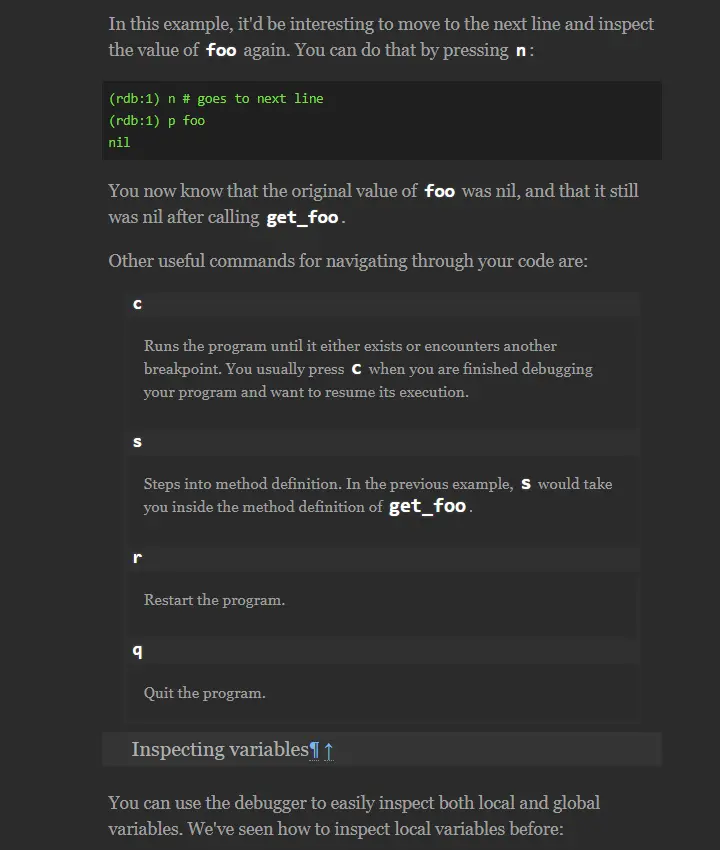 In this example, it'd be interesting to move to the next line and inspect
the value of foo again. You can do that by pressing n:
(rdb:1) n # goes to next line
(rdb:1) p foo
nil
You now know that the original value of foo was nil, and that it still
was nil after calling get_foo.
Other useful commands for navigating through your code are:
c
Runs the program until it either exists or encounters another
breakpoint. You usually press c when you are finished debugging
your program and want to resume its execution.
s
Steps into method definition. In the previous example, s would take
you inside the method definition of get_foo.
r
Restart the program.
q
Quit the program.
Inspecting variables¶ ↑
You can use the debugger to easily inspect both local and global
variables. We've seen how to inspect local variables before: